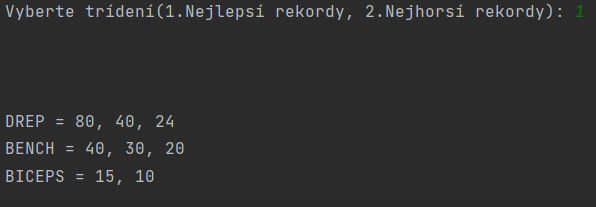 Vyberte trídení(1.Nejlepsí rekordy, 2.Nejhorsí rekordy): 1
DREP = 80, 40, 24
BENCH = 40, 30, 20
BICEPS = 15, 10